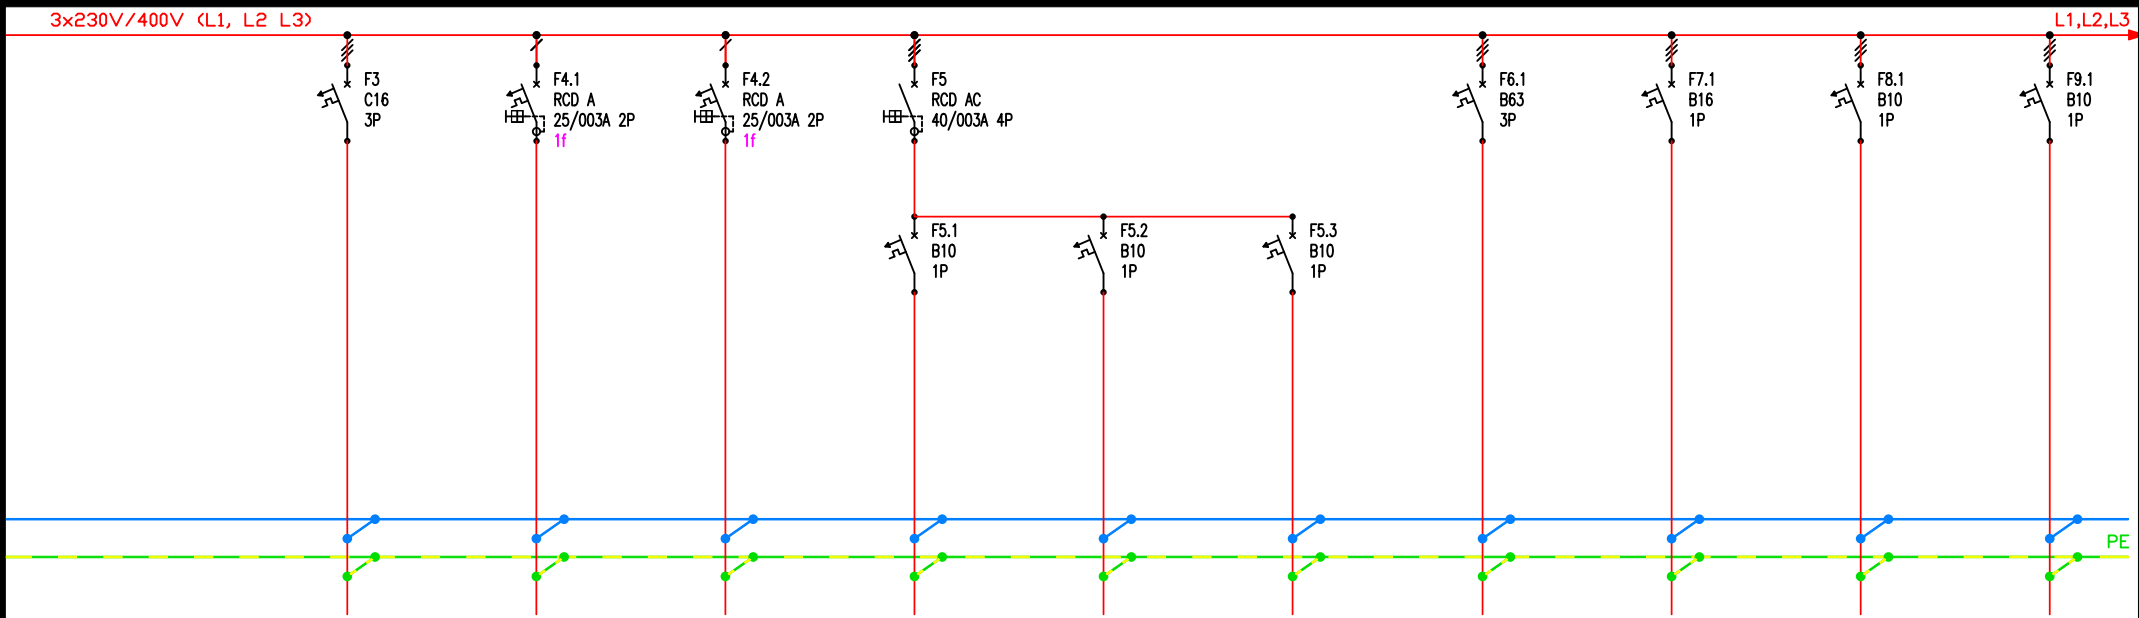 3x230V/400V (L1, L2 L3)
L1,L2,L3
F3
C16
3P
F4.1
RCD A
25/003A 2P
1f
F4.2
RCD A
25/003A 2P
1f
F5
RCD AC
40/003A 4P
F6.1
B63
3P
F7.1
B16
1P
F8.1
B10
1P
F9.1
B10
1P
F5.1
B10
1P
F5.2
B10
1P
F5.3
B10
1P
PE